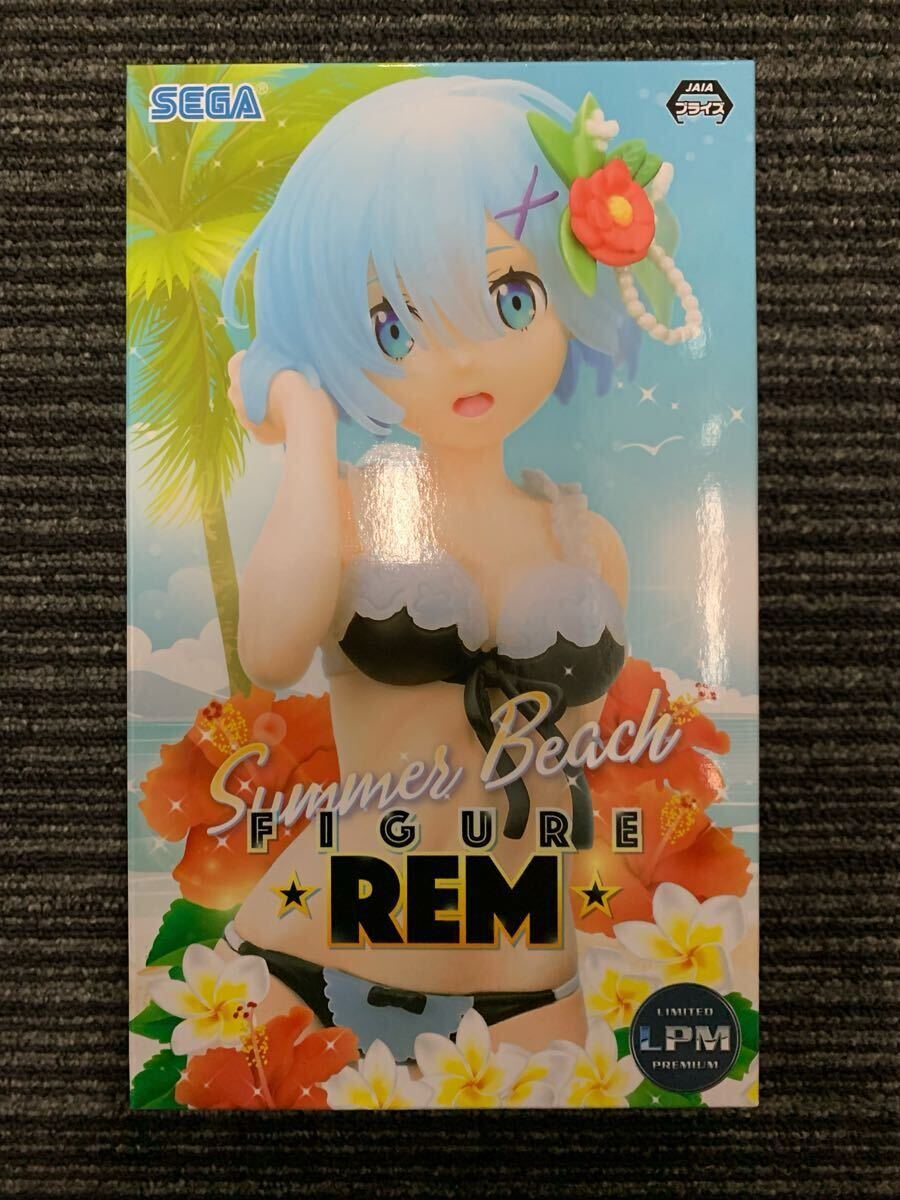 SEGA®
JAIA
プライズ
Summer Beach
FIGURE
★REM★
LIMITED
LPM
PREMIUM